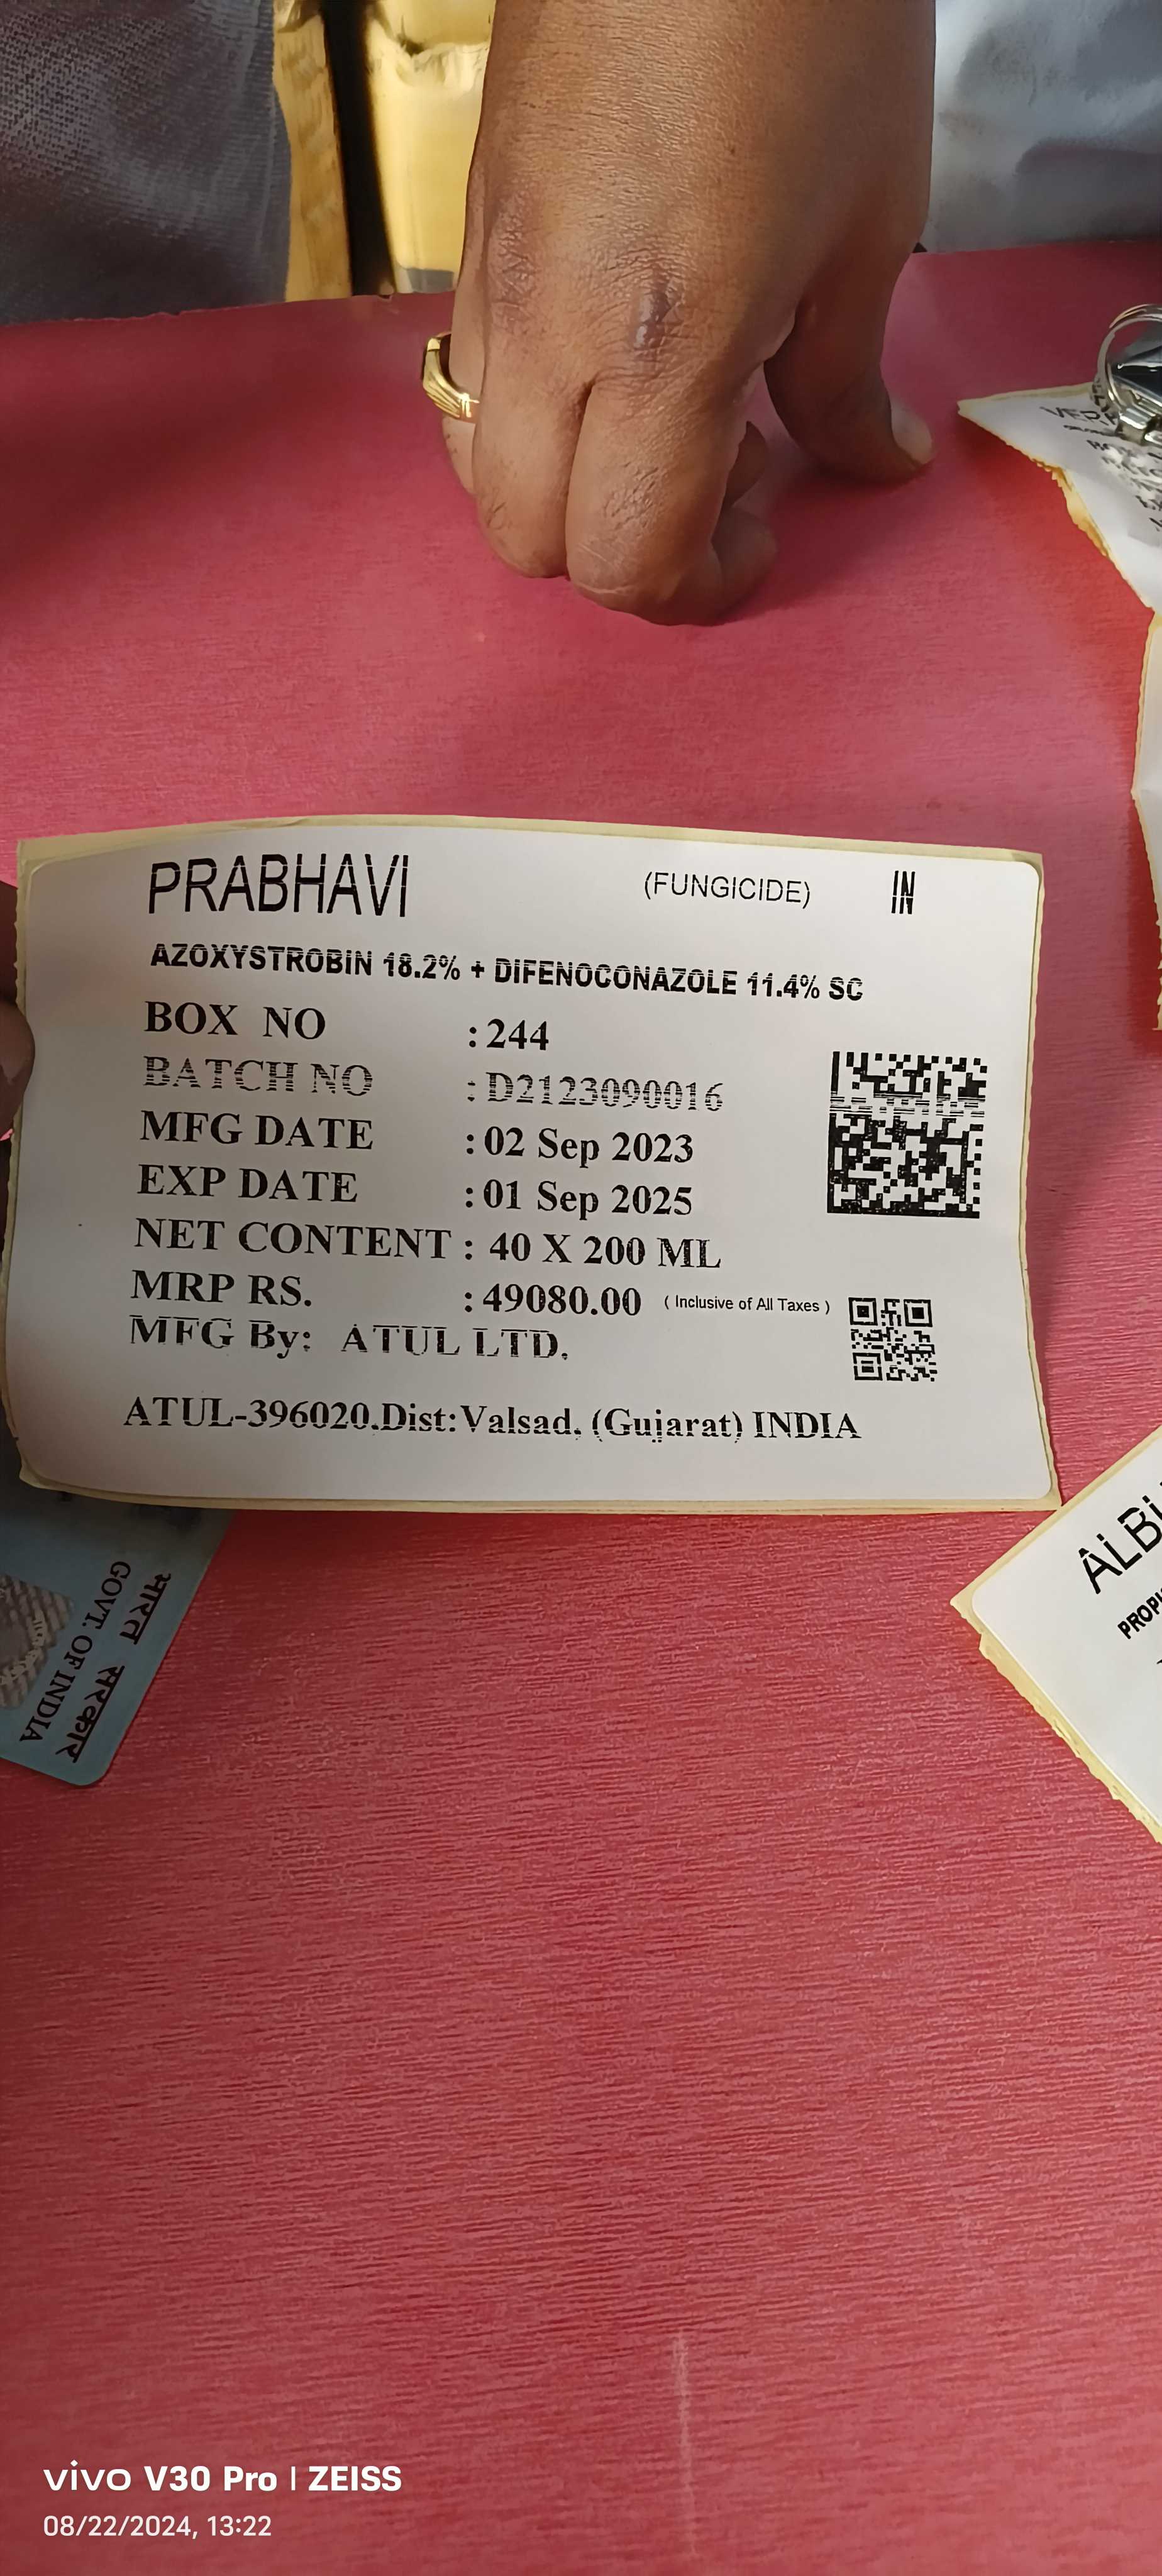 PRABHAVI (FUNGICIDE) IN
AZOXYSTROBIN 18.2% + DIFENOCONAZOLE 11.4% SC
BOX NO : 244
BATCH NO : D2123090016
MFG DATE : 02 Sep 2023
EXP DATE : 01 Sep 2025
NET CONTENT : 40 X 200 ML
MRP RS. : 49080.00 ( Inclusive of All Taxes )
MFG By: ATUL LTD.
ATUL-396020.Dist:Valsad. (Gujarat) INDIA
भारत सरकार
GOVT. OF INDIA
vivo V30 Pro | ZEISS
08/22/2024, 13:22